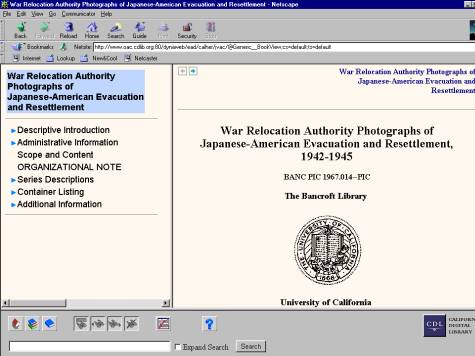 War Relocation Authority Photographs of Japanese-American Evacuation and Resettlement - Netscape
File Edit View Go Communicator Help
Back Forward Reload Home Search Guide Print Security Stop
Bookmarks Netsite: http://www.oac.cdlib.org:80/dynaweb/ead/calher/jvac/@Generic__BookView;cs=default;ts=default
Internet Lookup New&Cool Netcaster
War Relocation Authority
Photographs of
Japanese-American Evacuation
and Resettlement
Descriptive Introduction
Administrative Information
Scope and Content
ORGANIZATIONAL NOTE
Series Descriptions
Container Listing
Additional Information
War Relocation Authority Photographs of
Japanese-American Evacuation and
Resettlement
War Relocation Authority Photographs of
Japanese-American Evacuation and Resettlement,
1942-1945
BANC PIC 1967.014--PIC
The Bancroft Library
1868
University of California
CDL
CALIFORN
DIGITAL
LIBRARY
Expand Search Search